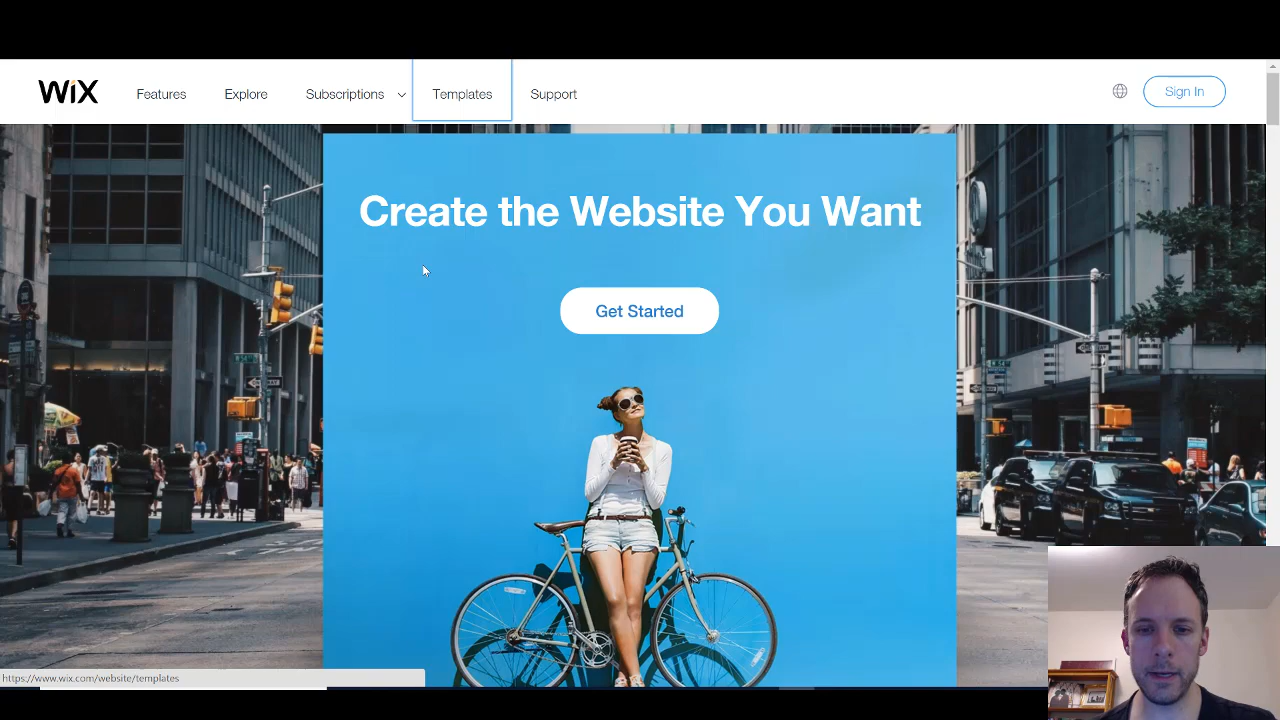 WiX
Features
Explore
Subscriptions
Templates
Support
Sign In
Create the Website You Want
Get Started
https://www.wix.com/website/templates